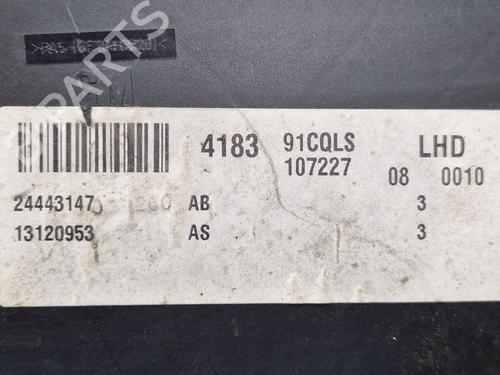 4183 91CQLS LHD
107227 08 0010
24443147 AB 3
13120953 AS 3
B-PARTS